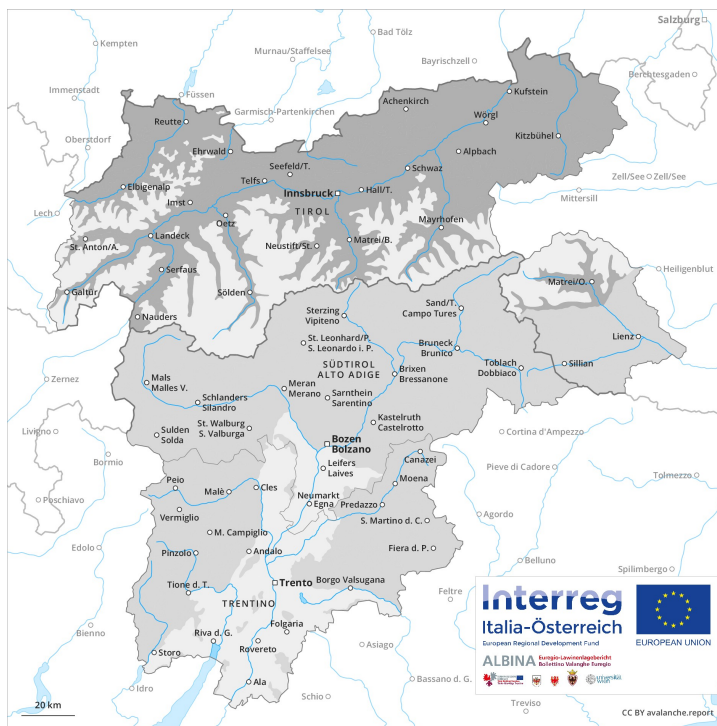 Salzburg
Kempten
Bad Tölz
Murnau/Staffelsee
Bayrischzell
Berchtesgaden
Immenstadt
Füssen
Garmisch-Partenkirchen
Achenkirch
Kufstein
Reutte
Wörgl
Oberstdorf
Ehrwald
Kitzbühel
Alpbach
Seefeld/T.
Schwaz
Telfs
Zell/See
Zell/See
Elbigenalp
Innsbruck
Hall/T.
Mittersill
Imst
TIROL
Lech
Oetz
Mayrhofen
Landeck
Matrei/B.
St. Anton/A.
Neustift/St.
Serfaus
Heiligenblut
Matrei/O.
Galtür
Sölden
Nauders
Sand/T.
Campo Tures
Sterzing
Vipiteno
Lienz
St. Leonhard/P.
S. Leonardo i. P.
Bruneck
Brunico
Toblach
Dobbiaco
Sillian
SÜDTIROL
ALTO ADIGE
Brixen
Bressanone
Zernez
Mals
Malles V.
Meran
Merano
Sarnthein
Sarentino
Schlanders
Silandro
Kastelruth
Castelrotto
St. Walburg
S. Valburga
Livigno
Sulden
Solda
Cortina d'Ampezzo
Bozen
Bolzano
Bormio
Canazei
Pieve di Cadore
Leifers
Laives
Tolmezzo
Peio
Malè
Cles
Moena
Poschiavo
Neumarkt
Egna
Predazzo
Vermiglio
Agordo
S. Martino d. C.
M. Campiglio
Edolo
Pinzolo
Andalo
Fiera d. P.
Belluno
Spilimbergo
Tione d. T.
Trento
Borgo Valsugana
Feltre
TRENTINO
Folgaria
Bienno
Riva d. G.
Rovereto
Asiago
Storo
Bassano d. G.
Idro
Ala
Schio
Treviso
20 km
Interreg
Italia-Österreich
European Regional Development Fund
EUROPEAN UNION
ALBINA Euregio-Lawinenlagebericht
Bollettino Valanghe Euregio
universität
wien
CC BY avalanche.report